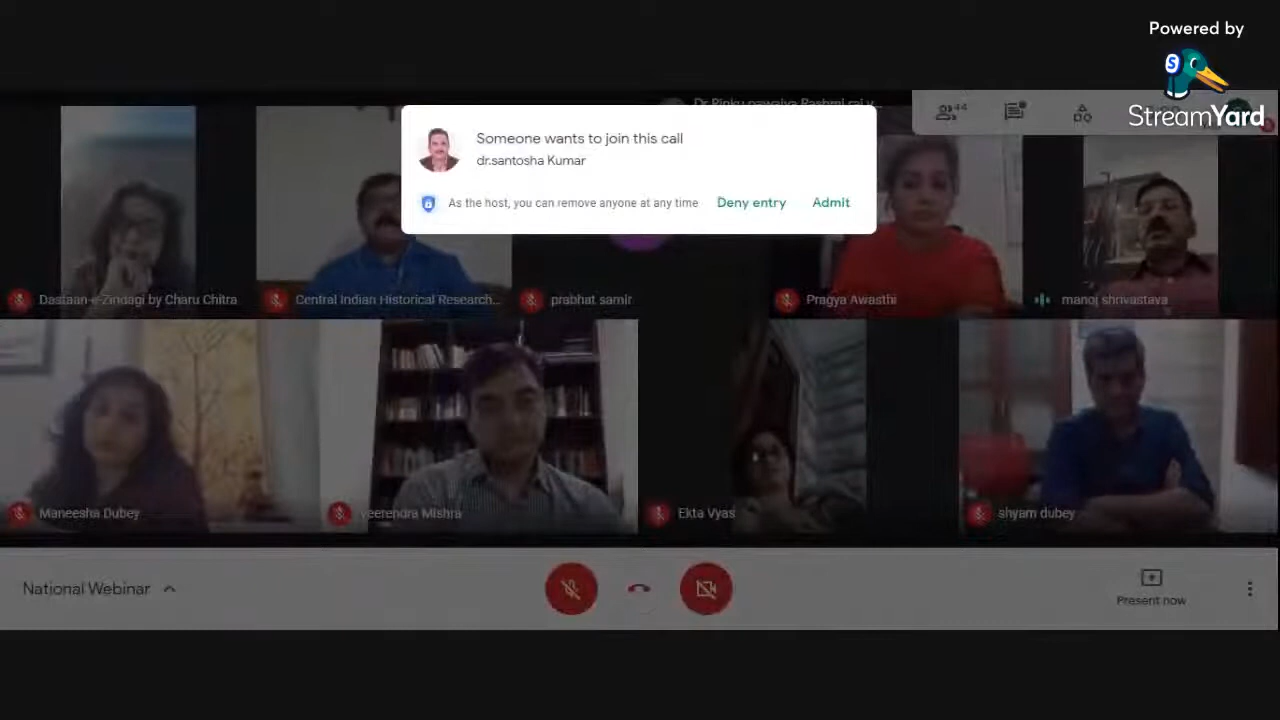 Powered by
StreamYard
44
Someone wants to join this call
dr.santosha Kumar
As the host, you can remove anyone at any time
Deny entry
Admit
Dastaan-e-Zindagi by Charu Chitra
Central Indian Historical Research...
prabhat samir
Pragya Awasthi
manoj shrivastava
Maneesha Dubey
Veerendra Mishra
Ekta Vyas
shyam dubey
National Webinar
Present now